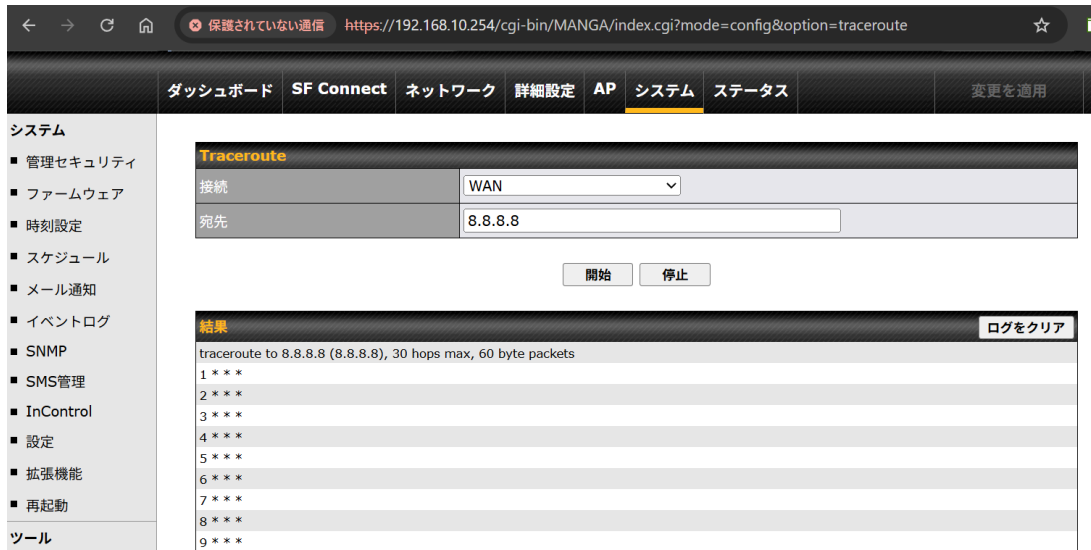 保護されていない通信 https://192.168.10.254/cgi-bin/MANGA/index.cgi?mode=config&option=traceroute
ダッシュボード SF Connect ネットワーク 詳細設定 AP システム ステータス 変更を適用
システム
管理セキュリティ
ファームウェア
時刻設定
スケジュール
メール通知
イベントログ
SNMP
SMS管理
InControl
設定
拡張機能
再起動
ツール
Traceroute
接続 WAN
宛先 8.8.8.8
開始 停止
結果 ログをクリア
traceroute to 8.8.8.8 (8.8.8.8), 30 hops max, 60 byte packets
1 * * *
2 * * *
3 * * *
4 * * *
5 * * *
6 * * *
7 * * *
8 * * *
9 * * *